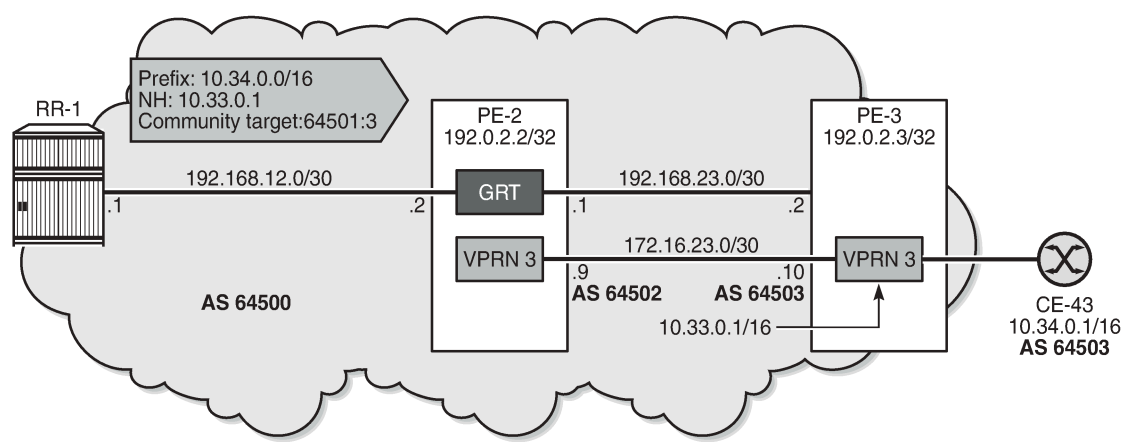 Prefix: 10.34.0.0/16
NH: 10.33.0.1
Community target:64501:3
RR-1
PE-2
192.0.2.2/32
PE-3
192.0.2.3/32
192.168.12.0/30
GRT
192.168.23.0/30
.1
.2
.1
.2
172.16.23.0/30
VPRN 3
VPRN 3
.9
.10
AS 64500
AS 64502
AS 64503
10.33.0.1/16
CE-43
10.34.0.1/16
AS 64503